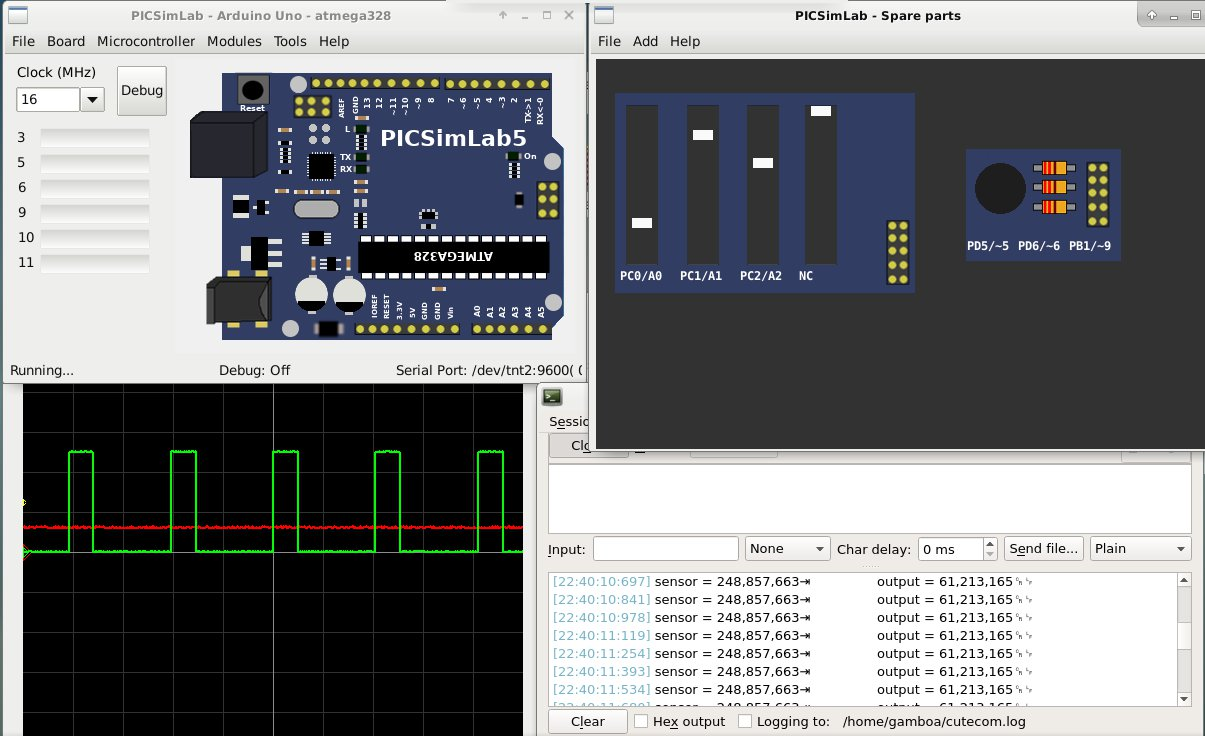 PICSimLab - Arduino Uno - atmega328
File Board Microcontroller Modules Tools Help
Clock (MHz)
16
Debug
3
5
6
9
10
11
Reset
AREF
GND
13
12
~11
~10
~9
8
7
~6
~5
4
~3
2
TX->1
RX<-0
L
TX
RX
PICSimLab5
On
ATMEGA328
IOREF
RESET
3.3V
5V
GND
GND
Vin
A0
A1
A2
A3
A4
A5
Running...
Debug: Off
Serial Port: /dev/tnt2:9600(
PICSimLab - Spare parts
File Add Help
PC0/A0 PC1/A1 PC2/A2 NC
PD5/~5 PD6/~6 PB1/~9
Input:
None
Char delay:
0 ms
Send file...
Plain
[22:40:10:697] sensor = 248,857,663 output = 61,213,165
[22:40:10:841] sensor = 248,857,663 output = 61,213,165
[22:40:10:978] sensor = 248,857,663 output = 61,213,165
[22:40:11:119] sensor = 248,857,663 output = 61,213,165
[22:40:11:254] sensor = 248,857,663 output = 61,213,165
[22:40:11:393] sensor = 248,857,663 output = 61,213,165
[22:40:11:534] sensor = 248,857,663 output = 61,213,165
Clear
Hex output
Logging to:
/home/gamboa/cutecom.log